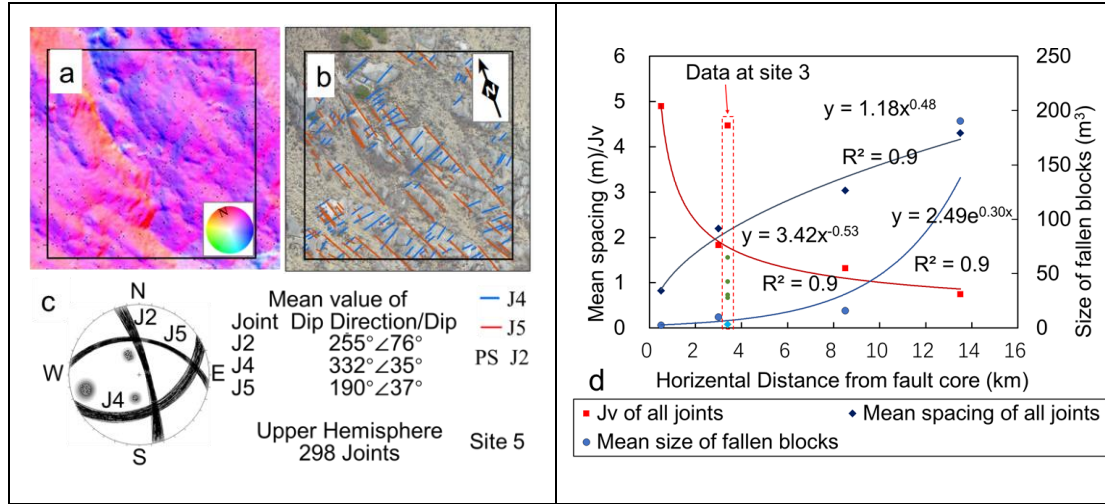 a
N
b
N
c
N
J2
J5
W
E
J4
S
Mean value of
Joint Dip Direction/Dip
J2 255°∠76°
J4 332°∠35°
J5 190°∠37°
J4
J5
PS J2
Upper Hemisphere
298 Joints
Site 5
Data at site 3
y = 1.18x^0.48
R² = 0.9
y = 2.49e^0.30x
y = 3.42x^-0.53
R² = 0.9
R² = 0.9
Mean spacing (m)/Jv
6
5
4
3
2
1
0
Size of fallen blocks (m³)
250
200
150
100
50
0
0 2 4 6 8 10 12 14 16
d Horizental Distance from fault core (km)
Jv of all joints
Mean spacing of all joints
Mean size of fallen blocks